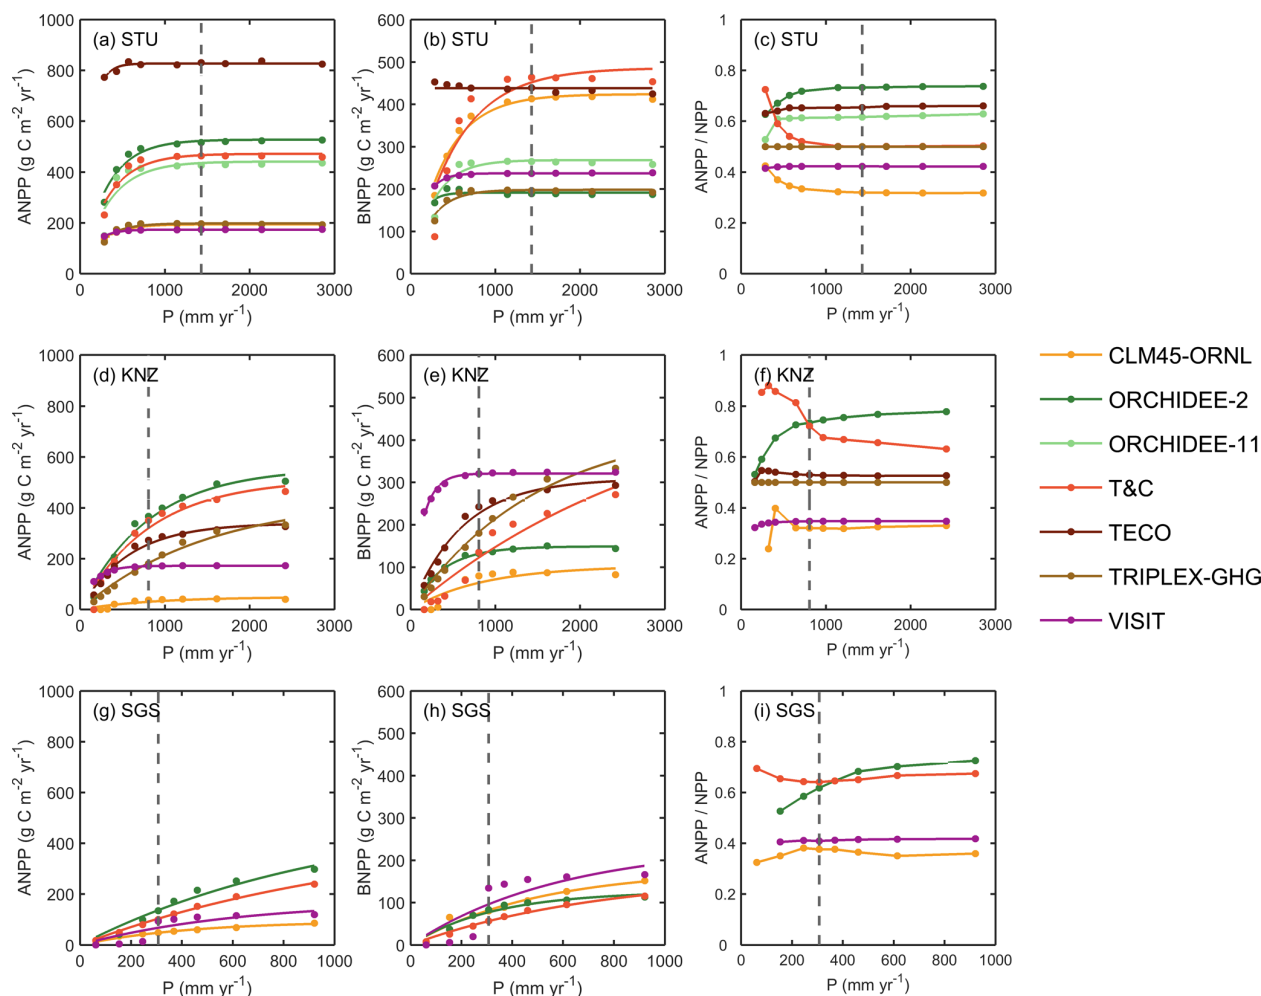 (a) STU
ANPP (g C m⁻² yr⁻¹)
1000
800
600
400
200
0
0 1000 2000 3000
P (mm yr⁻¹)
(b) STU
BNPP (g C m⁻² yr⁻¹)
600
500
400
300
200
100
0
0 1000 2000 3000
P (mm yr⁻¹)
(c) STU
ANPP / NPP
1
0.8
0.6
0.4
0.2
0
0 1000 2000 3000
P (mm yr⁻¹)
(d) KNZ
ANPP (g C m⁻² yr⁻¹)
1000
800
600
400
200
0
0 1000 2000 3000
P (mm yr⁻¹)
(e) KNZ
BNPP (g C m⁻² yr⁻¹)
600
500
400
300
200
100
0
0 1000 2000 3000
P (mm yr⁻¹)
(f) KNZ
ANPP / NPP
1
0.8
0.6
0.4
0.2
0
0 1000 2000 3000
P (mm yr⁻¹)
CLM45-ORNL
ORCHIDEE-2
ORCHIDEE-11
T&C
TECO
TRIPLEX-GHG
VISIT
(g) SGS
ANPP (g C m⁻² yr⁻¹)
1000
800
600
400
200
0
0 200 400 600 800 1000
P (mm yr⁻¹)
(h) SGS
BNPP (g C m⁻² yr⁻¹)
600
500
400
300
200
100
0
0 200 400 600 800 1000
P (mm yr⁻¹)
(i) SGS
ANPP / NPP
1
0.8
0.6
0.4
0.2
0
0 200 400 600 800 1000
P (mm yr⁻¹)